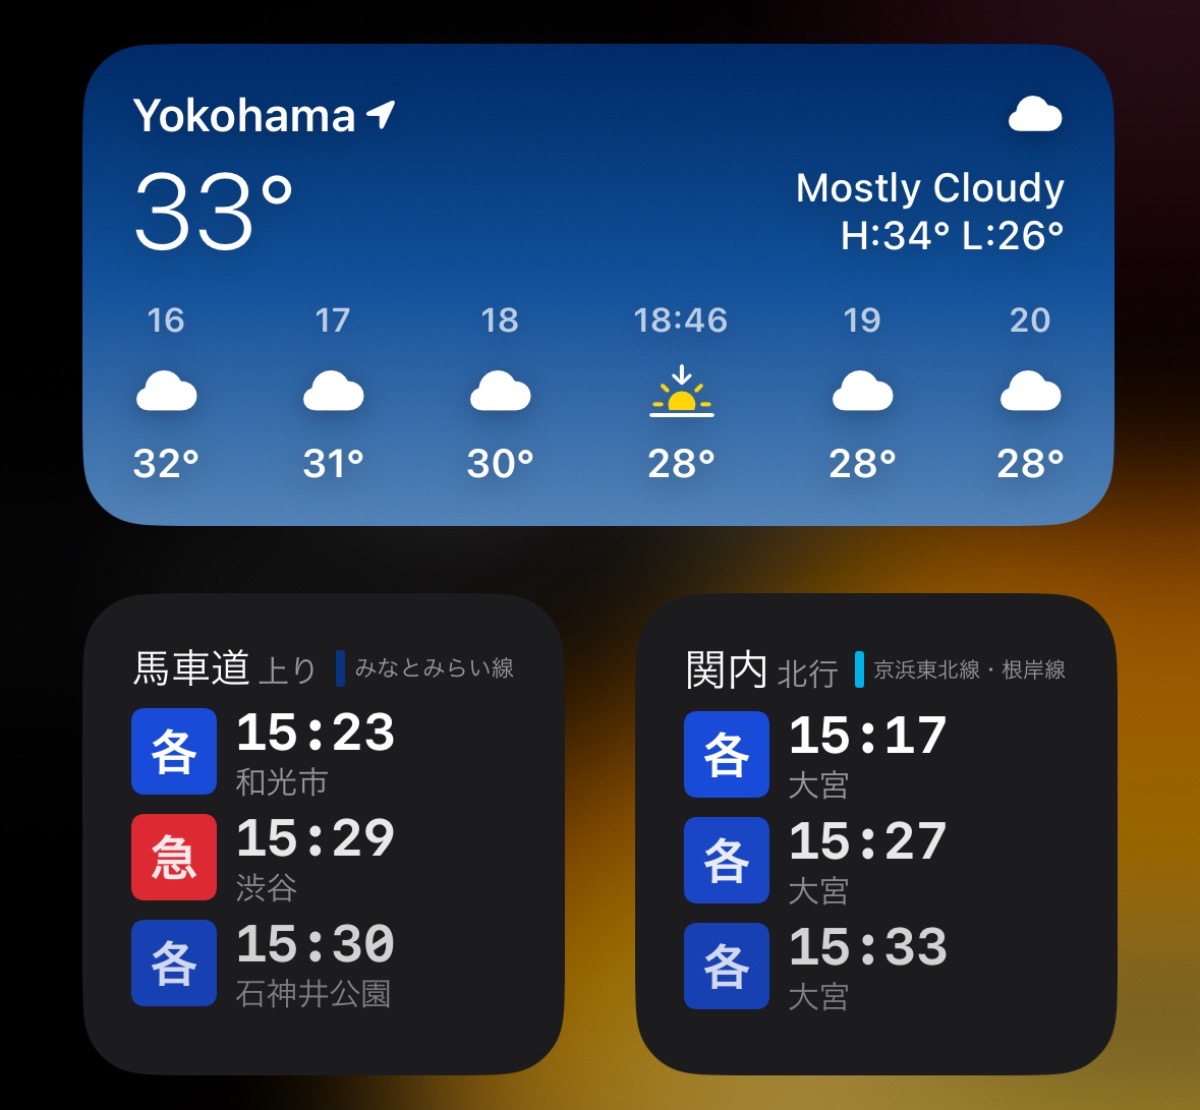 Yokohama
33°
Mostly Cloudy
H:34° L:26°
16 17 18 18:46 19 20
32° 31° 30° 28° 28° 28°
馬車道 上り みなとみらい線
各 15:23
和光市
急 15:29
渋谷
各 15:30
石神井公園
関内 北行 京浜東北線・根岸線
各 15:17
大宮
各 15:27
大宮
各 15:33
大宮